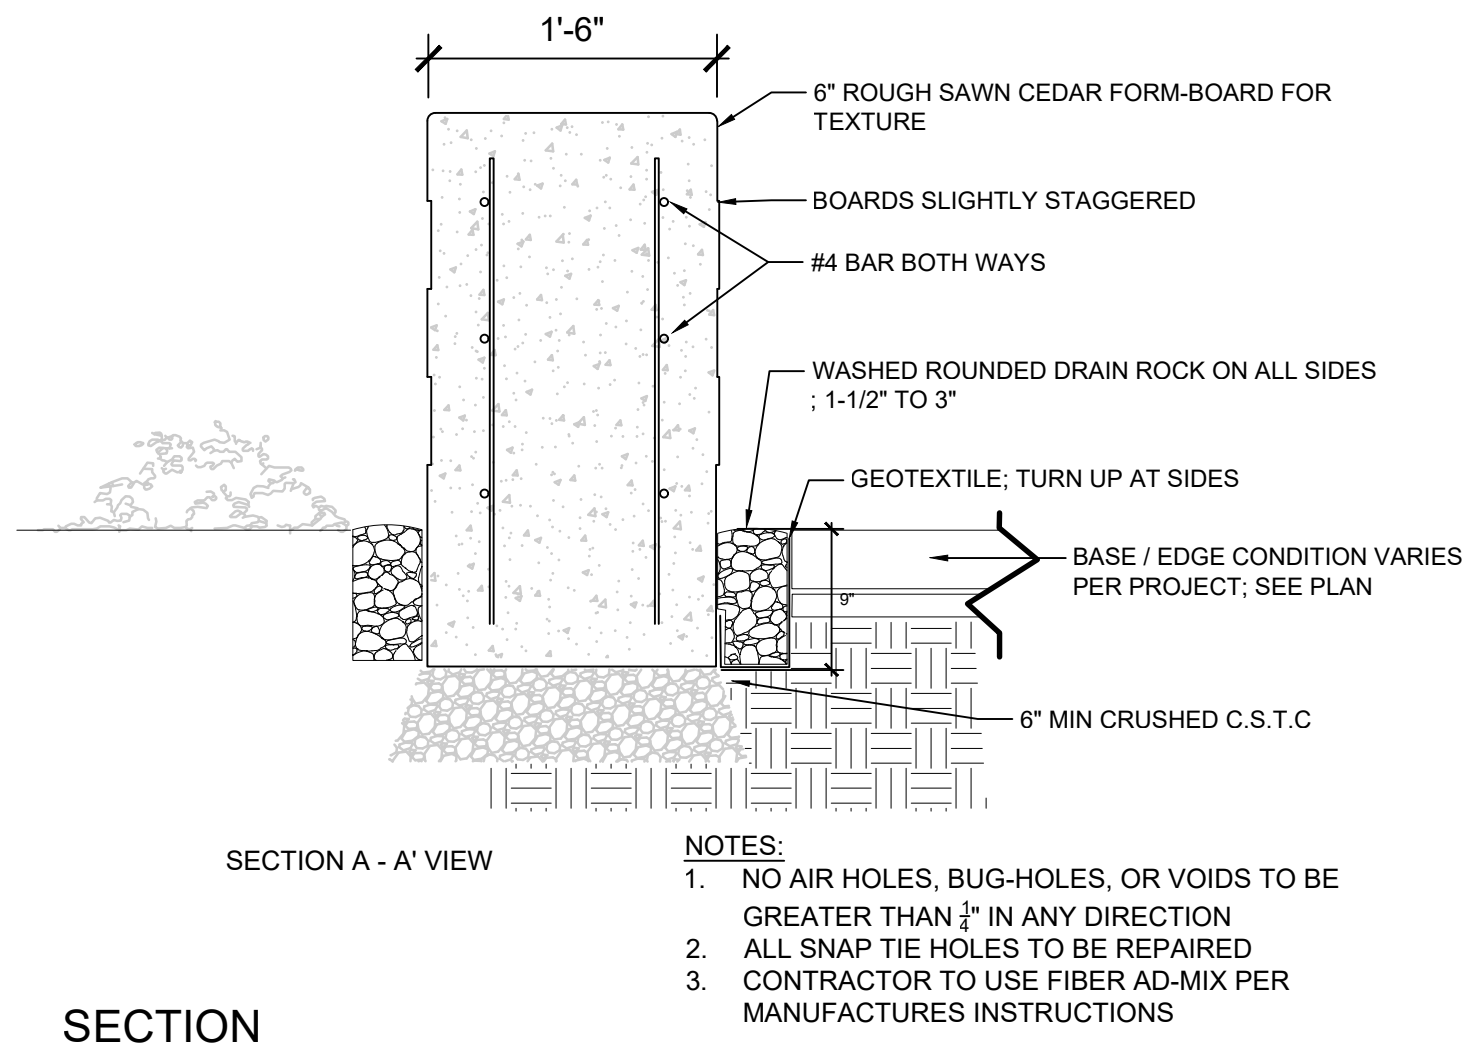 1'-6"
6" ROUGH SAWN CEDAR FORM-BOARD FOR
TEXTURE
BOARDS SLIGHTLY STAGGERED
#4 BAR BOTH WAYS
WASHED ROUNDED DRAIN ROCK ON ALL SIDES
; 1-1/2" TO 3"
GEOTEXTILE; TURN UP AT SIDES
BASE / EDGE CONDITION VARIES
PER PROJECT; SEE PLAN
9"
6" MIN CRUSHED C.S.T.C
SECTION A - A' VIEW
NOTES:
1. NO AIR HOLES, BUG-HOLES, OR VOIDS TO BE
GREATER THAN 1/4" IN ANY DIRECTION
2. ALL SNAP TIE HOLES TO BE REPAIRED
3. CONTRACTOR TO USE FIBER AD-MIX PER
MANUFACTURES INSTRUCTIONS
SECTION